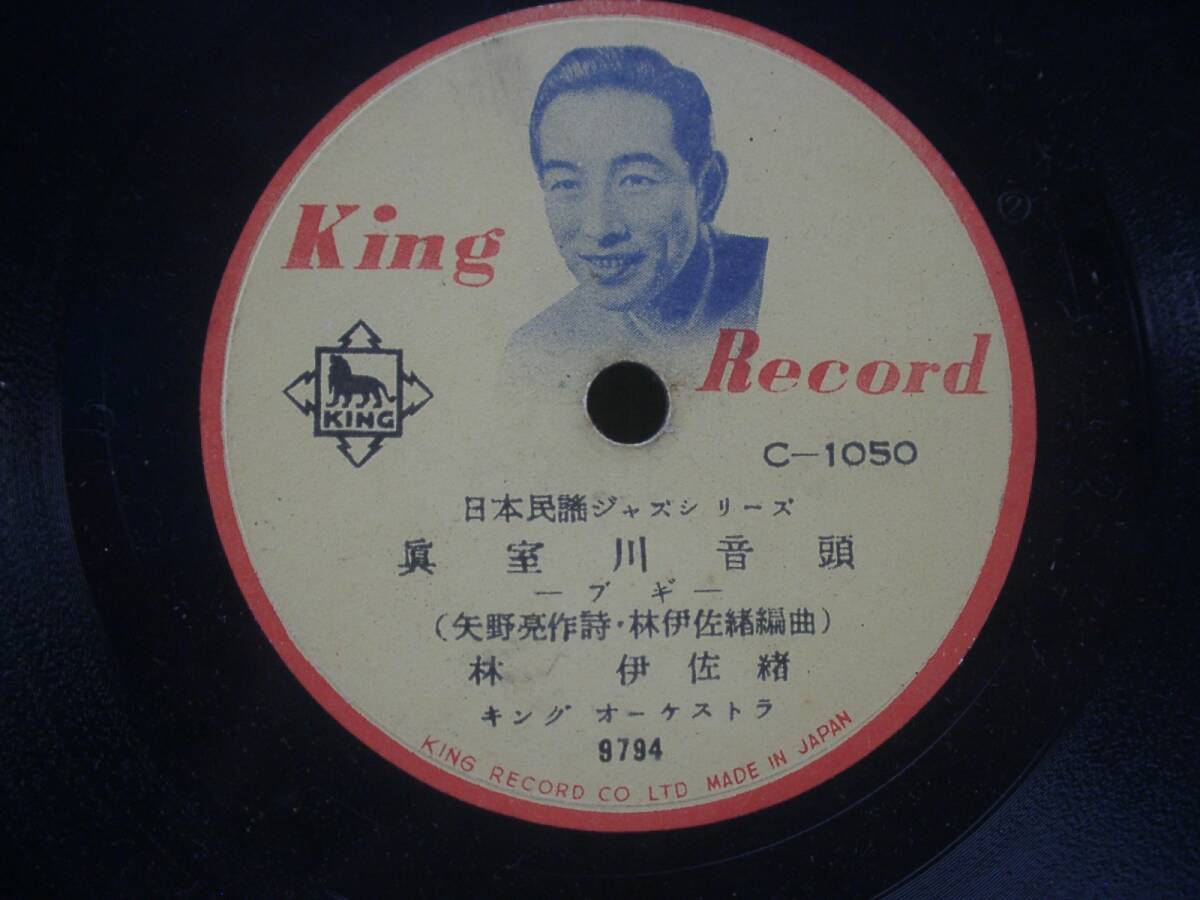 King
Record
KING
C-1050
日本民謡ジャズシリーズ
眞室川音頭
―ブギ―
(矢野亮作詩・林伊佐緒編曲)
林 伊佐緒
キング オーケストラ
9794
KING RECORD CO LTD MADE IN JAPAN